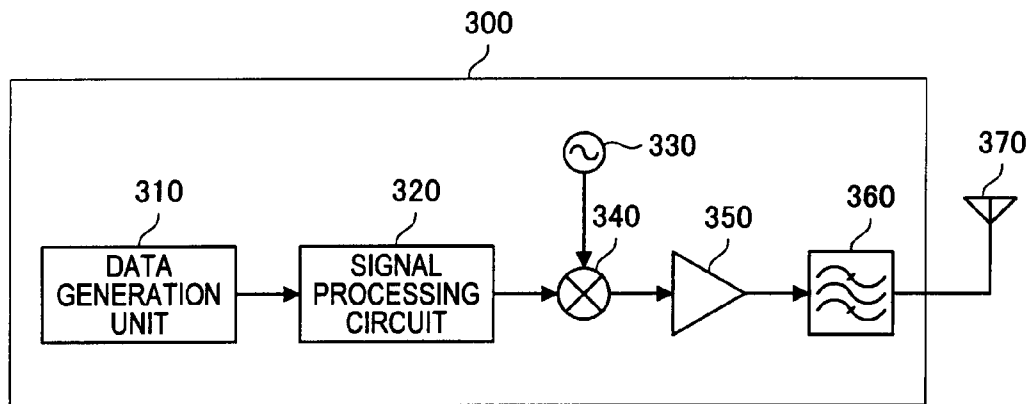 300
330
370
310
320
340
350
360
DATA
GENERATION
UNIT
SIGNAL
PROCESSING
CIRCUIT